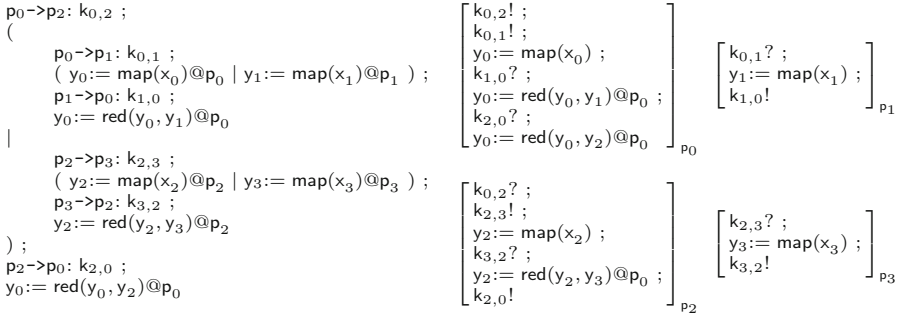 p₀->p₂: k₀,₂ ;
(
p₀->p₁: k₀,₁ ;
( y₀:= map(x₀)@p₀ | y₁:= map(x₁)@p₁ ) ;
p₁->p₀: k₁,₀ ;
y₀:= red(y₀, y₁)@p₀
|
p₂->p₃: k₂,₃ ;
( y₂:= map(x₂)@p₂ | y₃:= map(x₃)@p₃ ) ;
p₃->p₂: k₃,₂ ;
y₂:= red(y₂, y₃)@p₂
) ;
p₂->p₀: k₂,₀ ;
y₀:= red(y₀, y₂)@p₀
k₀,₂! ;
k₀,₁! ;
y₀:= map(x₀) ;
k₁,₀? ;
y₀:= red(y₀, y₁)@p₀ ;
k₂,₀? ;
y₀:= red(y₀, y₂)@p₀
p₀
k₀,₁? ;
y₁:= map(x₁) ;
k₁,₀!
p₁
k₀,₂? ;
k₂,₃! ;
y₂:= map(x₂) ;
k₃,₂? ;
y₂:= red(y₂, y₃)@p₀ ;
k₂,₀!
p₂
k₂,₃? ;
y₃:= map(x₃) ;
k₃,₂!
p₃